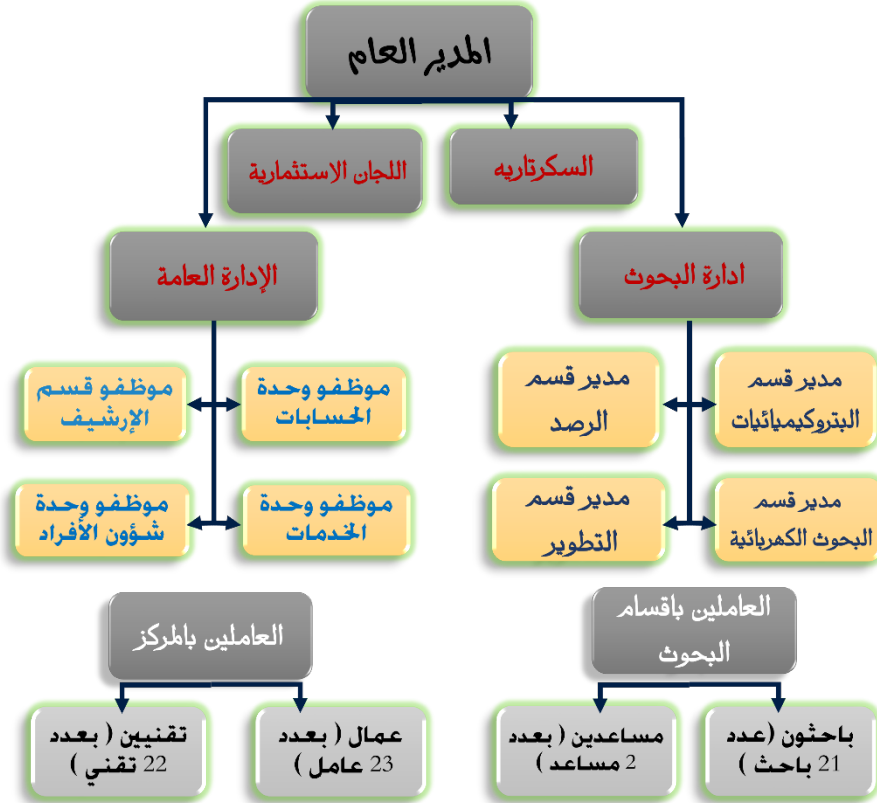 المدير العام
السكرتاريه
اللجان الاستثمارية
ادارة البحوث
الإدارة العامة
مدير قسم
البتروكيميائيات
مدير قسم
الرصد
موظفو وحدة
الحسابات
موظفو قسم
الإرشيف
مدير قسم
البحوث الكهربائية
مدير قسم
التطوير
موظفو وحدة
الخدمات
موظفو وحدة
شؤون الأفراد
العاملين باقسام
البحوث
العاملين بالمركز
باحثون (عدد
21 باحث )
مساعدين ( بعدد
2 مساعد )
عمال ( بعدد
23 عامل )
تقنيين ( بعدد
22 تقني )